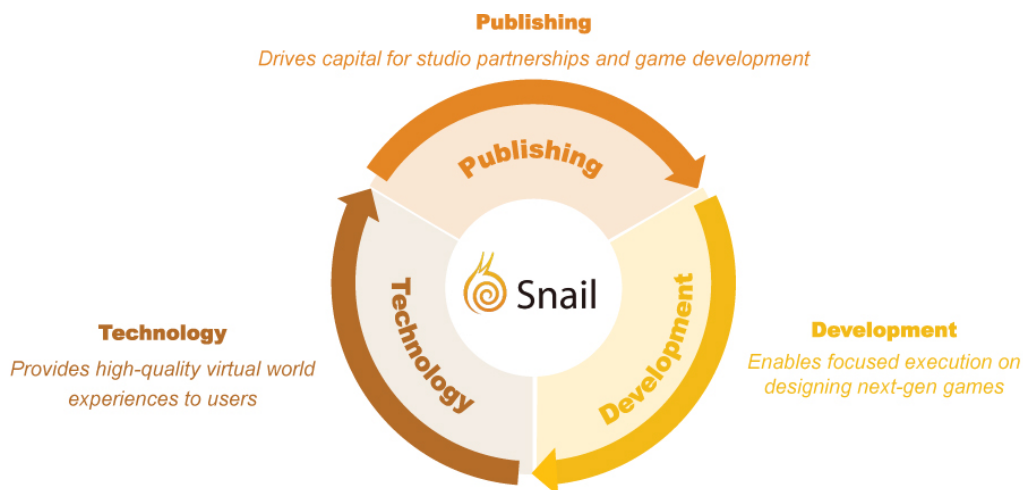 Publishing
Drives capital for studio partnerships and game development
Publishing
Technology
Snail
Development
Technology
Provides high-quality virtual world
experiences to users
Development
Enables focused execution on
designing next-gen games